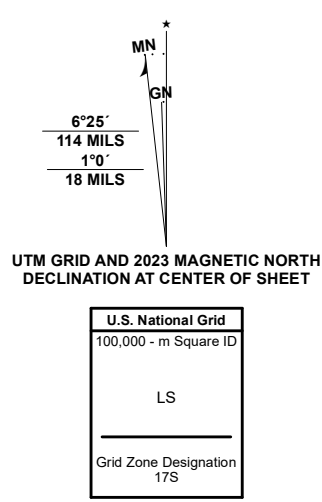 MN
GN
6°25´
114 MILS
1°0´
18 MILS
UTM GRID AND 2023 MAGNETIC NORTH
DECLINATION AT CENTER OF SHEET
U.S. National Grid
100,000 - m Square ID
LS
Grid Zone Designation
17S